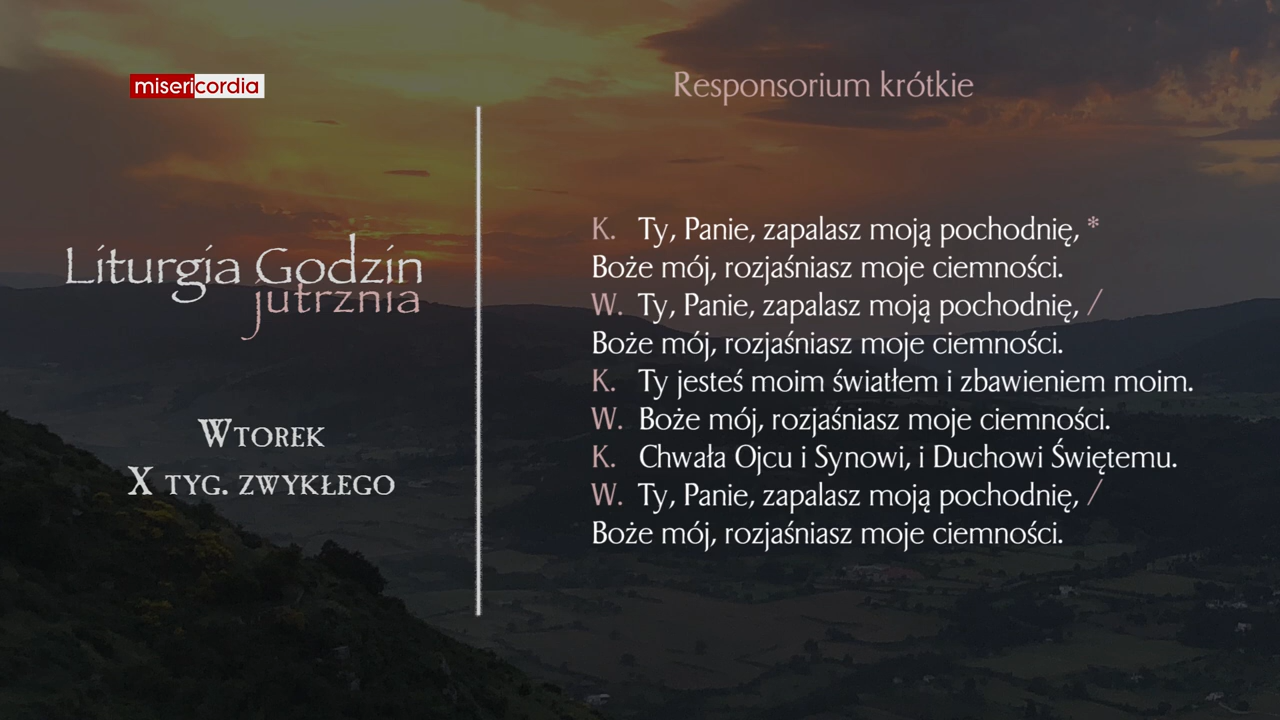 misericordia
Liturgia Godzin
jutrznia
Wtorek
X tyg. zwykłego
Responsorium krótkie
K. Ty, Panie, zapalasz moją pochodnię, *
Boże mój, rozjaśniasz moje ciemności.
W. Ty, Panie, zapalasz moją pochodnię, /
Boże mój, rozjaśniasz moje ciemności.
K. Ty jesteś moim światłem i zbawieniem moim.
W. Boże mój, rozjaśniasz moje ciemności.
K. Chwała Ojcu i Synowi, i Duchowi Świętemu.
W. Ty, Panie, zapalasz moją pochodnię, /
Boże mój, rozjaśniasz moje ciemności.